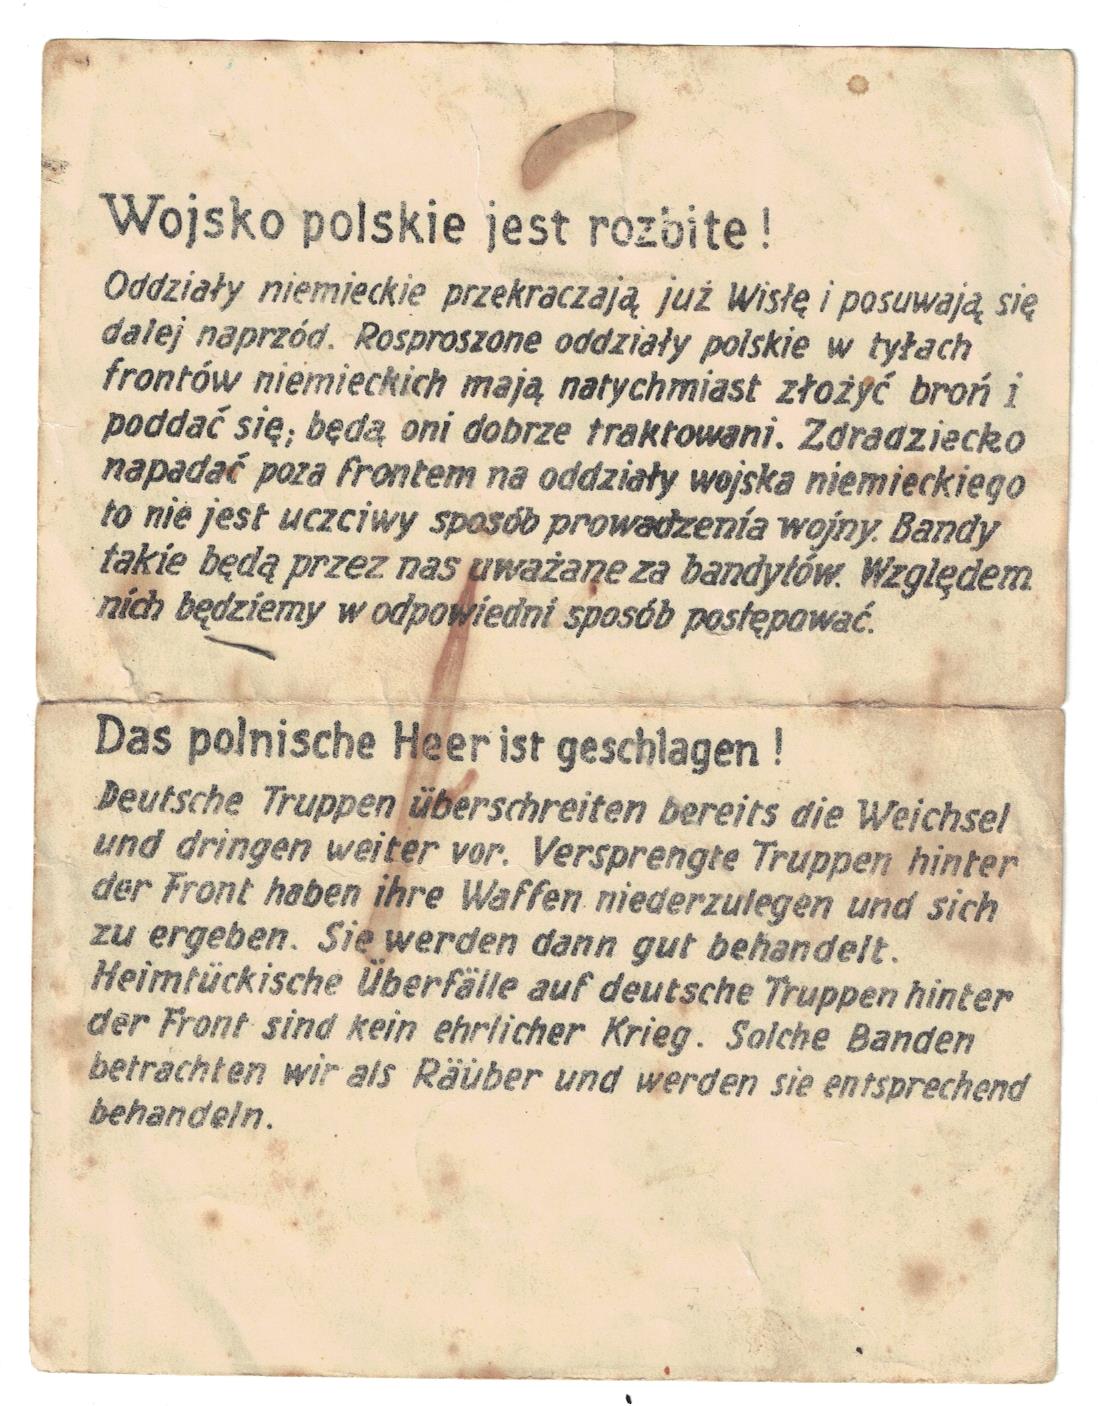 Wojsko polskie jest rozbite!
Oddziały niemieckie przekraczają już Wisłę i posuwają się
dalej naprzód. Rosproszone oddziały polskie w tyłach
frontów niemieckich mają natychmiast złożyć broń i
poddać się; będą oni dobrze traktowani. Zdradziecko
napadać poza frontem na oddziały wojska niemieckiego
to nie jest uczciwy sposób prowadzenia wojny. Bandy
takie będą przez nas uważane za bandytów. Względem
nich będziemy w odpowiedni sposób postępować.
Das polnische Heer ist geschlagen!
Deutsche Truppen überschreiten bereits die Weichsel
und dringen weiter vor. Versprengte Truppen hinter
der Front haben ihre Waffen niederzulegen und sich
zu ergeben. Sie werden dann gut behandelt.
Heimtückische Überfälle auf deutsche Truppen hinter
der Front sind kein ehrlicher Krieg. Solche Banden
betrachten wir als Räüber und werden sie entsprechend
behandeln.